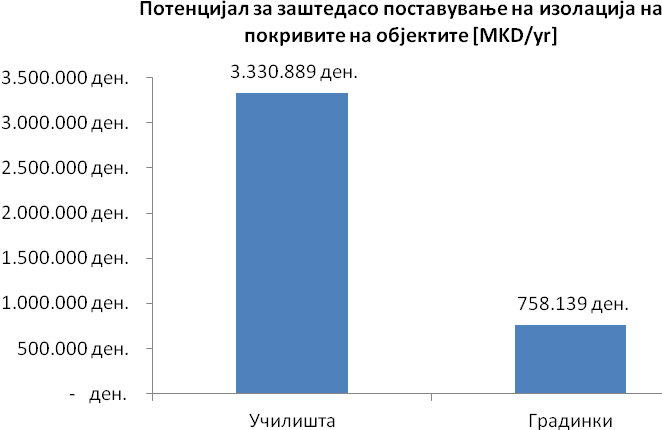 Потенцијал за заштедасо поставување на изолација на
покривите на објектите [MKD/yr]
3.500.000 ден.
3.330.889 ден.
3.000.000 ден.
2.500.000 ден.
2.000.000 ден.
1.500.000 ден.
1.000.000 ден.
758.139 ден.
500.000 ден.
- ден.
Училишта
Градинки